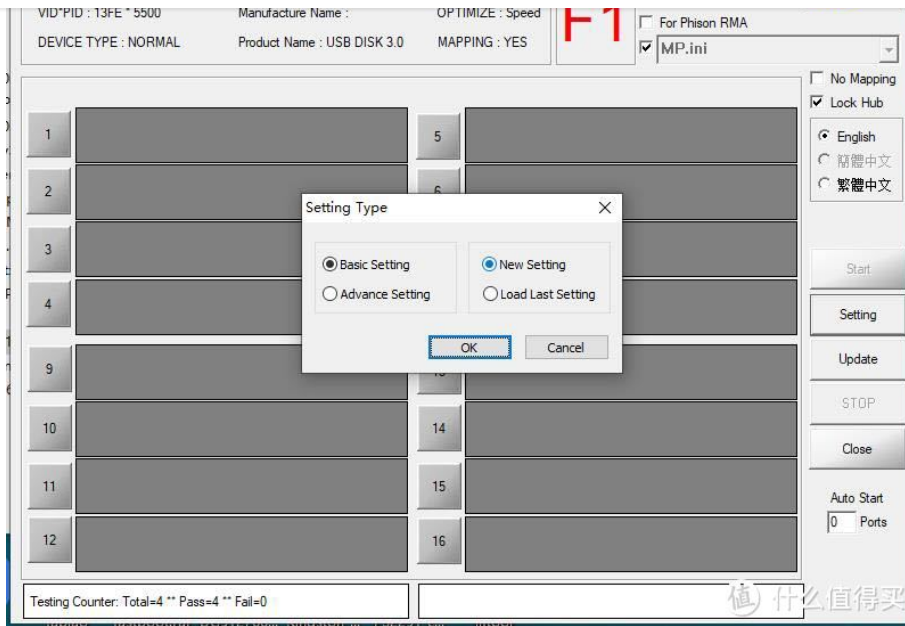 VID*PID : 13FE * 5500
Manufacture Name :
OPTIMIZE : Speed
F1
For Phison RMA
DEVICE TYPE : NORMAL
Product Name : USB DISK 3.0
MAPPING : YES
MP.ini
No Mapping
Lock Hub
1
5
English
簡體中文
繁體中文
2
6
Setting Type
3
Basic Setting
New Setting
Advance Setting
Load Last Setting
4
OK
Cancel
Start
Setting
9
Update
10
14
STOP
Close
11
15
Auto Start
0 Ports
12
16
Testing Counter: Total=4 ** Pass=4 ** Fail=0
值 什么值得买